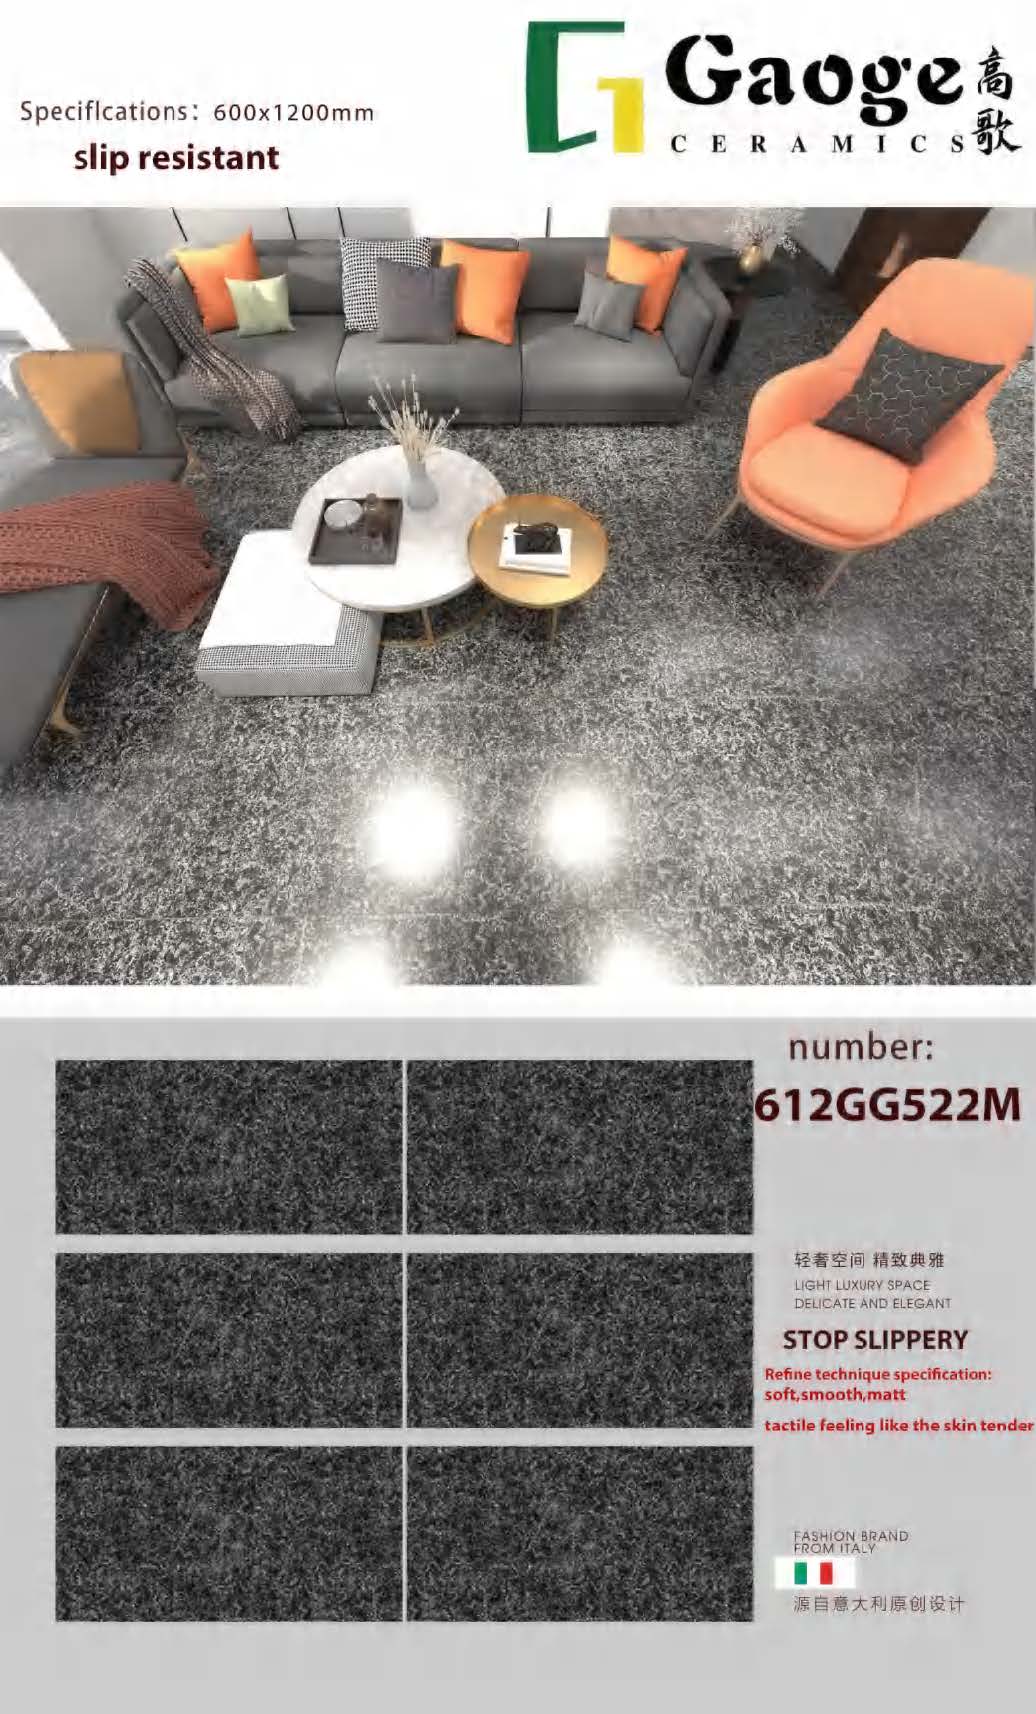 Specifications: 600x1200mm
slip resistant
Gaoge
CERAMICS
高歌
number:
612GG522M
轻奢空间 精致典雅
LIGHT LUXURY SPACE
DELICATE AND ELEGANT
STOP SLIPPERY
Refine technique specification:
soft,smooth,matt
tactile feeling like the skin tender
FASHION BRAND
FROM ITALY
源自意大利原创设计